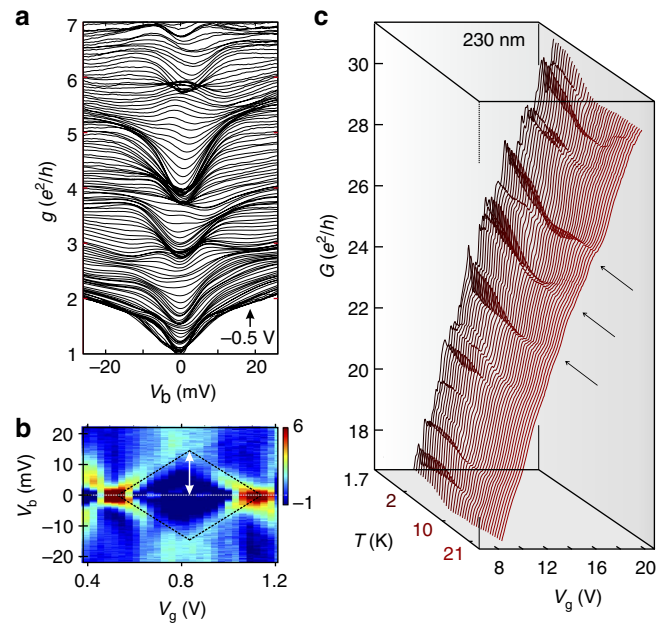 a
7
6
5
4
3
2
1
g (e²/h)
−0.5 V
−20 0 20
V_b (mV)
b
20
10
0
−10
−20
V_b (mV)
6
−1
0.4 0.8 1.2
V_g (V)
c
230 nm
30
28
26
24
22
20
18
G (e²/h)
1.7
2
10
21
T (K)
8 12 16 20
V_g (V)